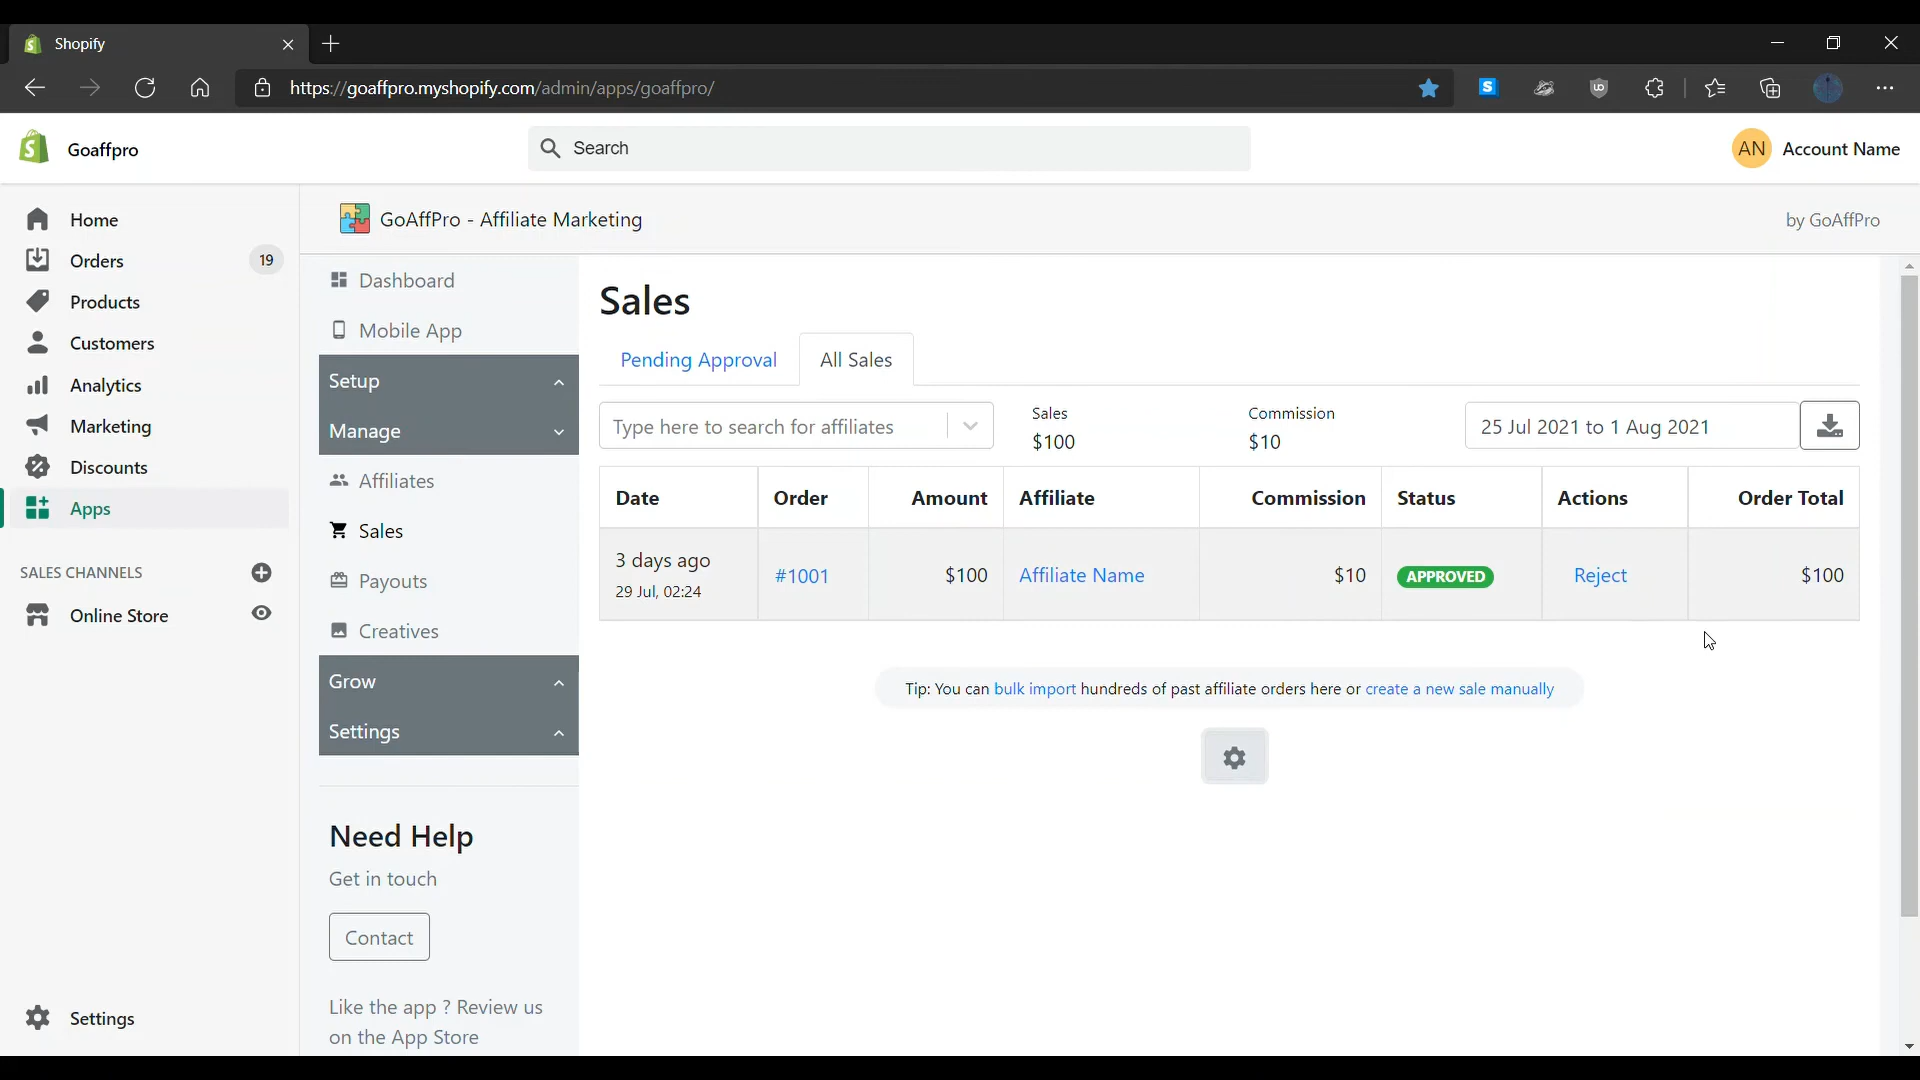 Shopify
https://goaffpro.myshopify.com/admin/apps/goaffpro/
Goaffpro
Search
AN Account Name
Home
Orders 19
Products
Customers
Analytics
Marketing
Discounts
Apps
SALES CHANNELS
Online Store
Settings
GoAffPro - Affiliate Marketing
by GoAffPro
Dashboard
Mobile App
Setup
Manage
Affiliates
Sales
Payouts
Creatives
Grow
Settings
Need Help
Get in touch
Contact
Like the app ? Review us
on the App Store
Sales
Pending Approval All Sales
Type here to search for affiliates
Sales
$100
Commission
$10
25 Jul 2021 to 1 Aug 2021
Date Order Amount Affiliate Commission Status Actions Order Total
3 days ago
29 Jul, 02:24
#1001 $100 Affiliate Name $10 APPROVED Reject $100
Tip: You can bulk import hundreds of past affiliate orders here or create a new sale manually